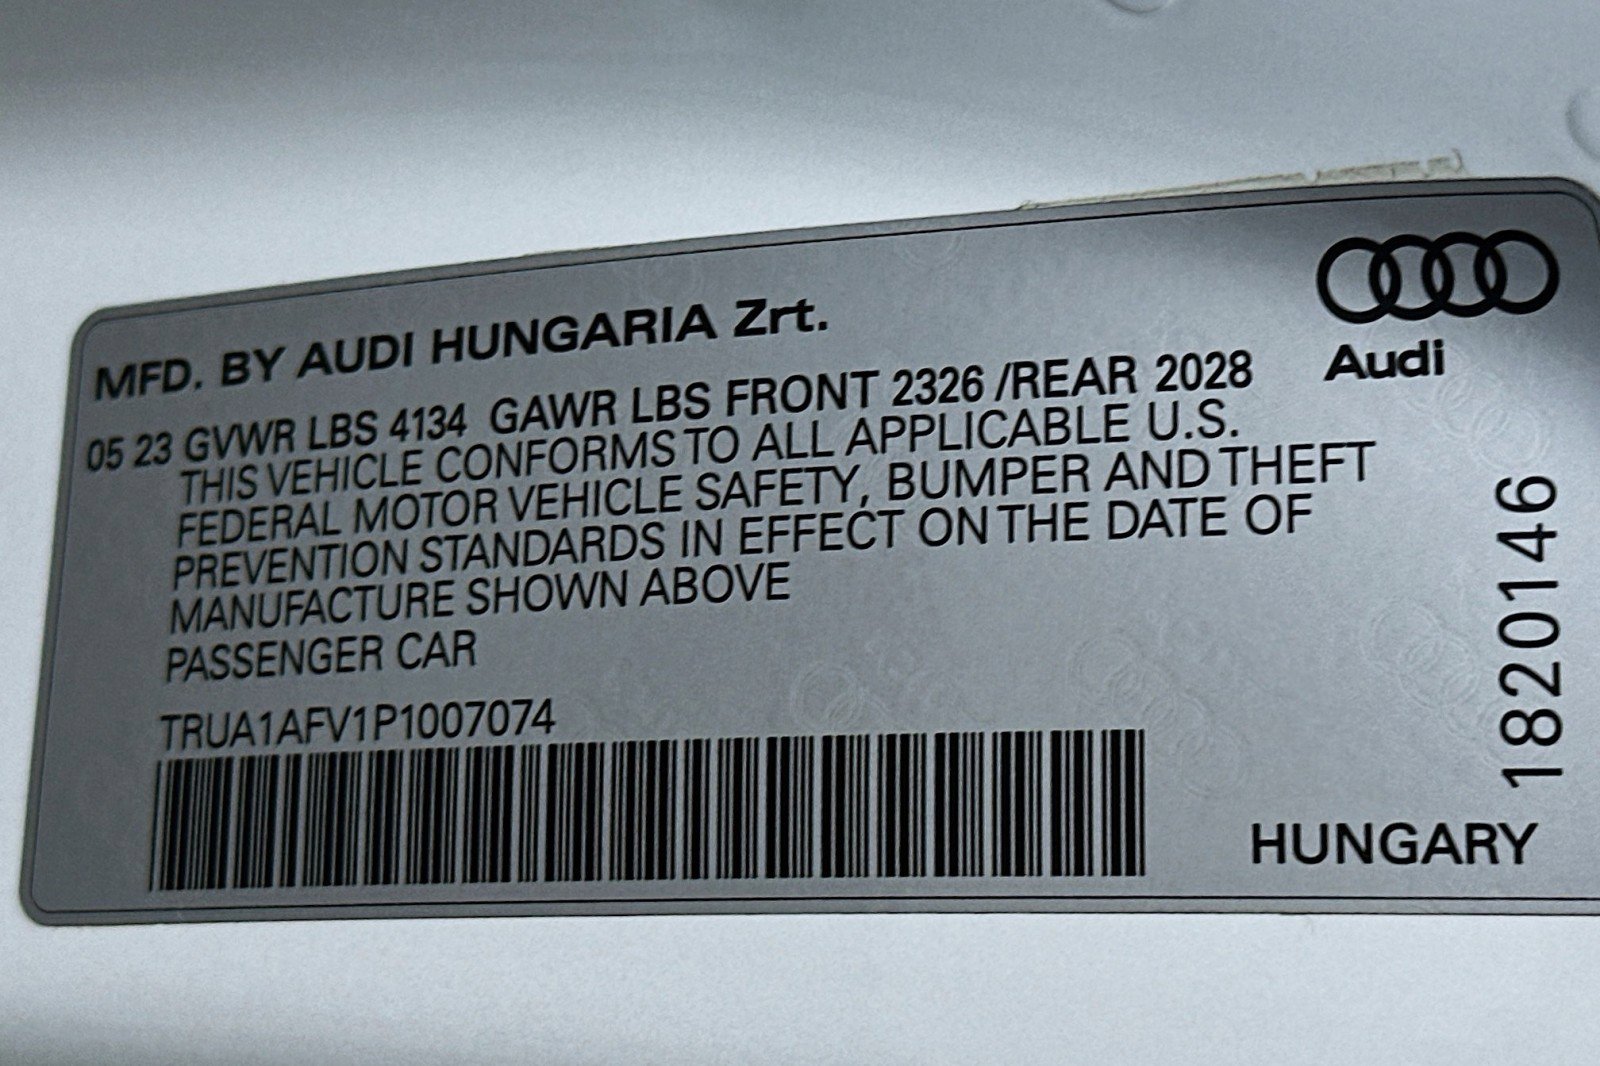 MFD. BY AUDI HUNGARIA Zrt.
05 23 GVWR LBS 4134 GAWR LBS FRONT 2326 /REAR 2028
THIS VEHICLE CONFORMS TO ALL APPLICABLE U.S.
FEDERAL MOTOR VEHICLE SAFETY, BUMPER AND THEFT
PREVENTION STANDARDS IN EFFECT ON THE DATE OF
MANUFACTURE SHOWN ABOVE
PASSENGER CAR
TRUA1AFV1P1007074
Audi
1820146
HUNGARY